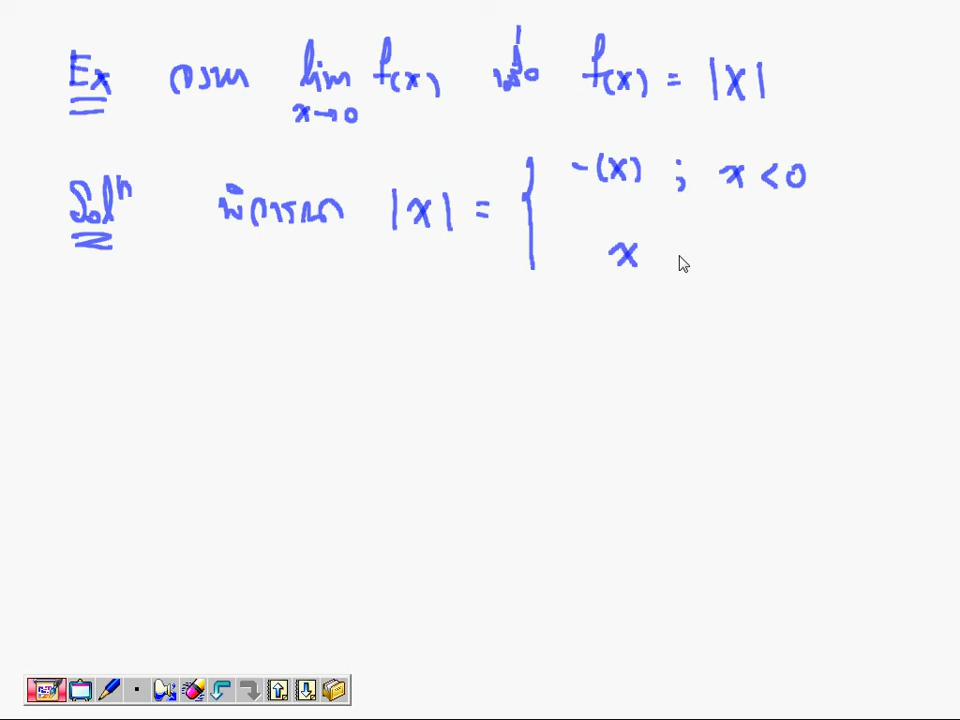 Ex จงหา lim x→0 f(x) เมื่อ f(x) = |x|
Solⁿ พิจารณา |x| = { -(x) ; x < 0
x